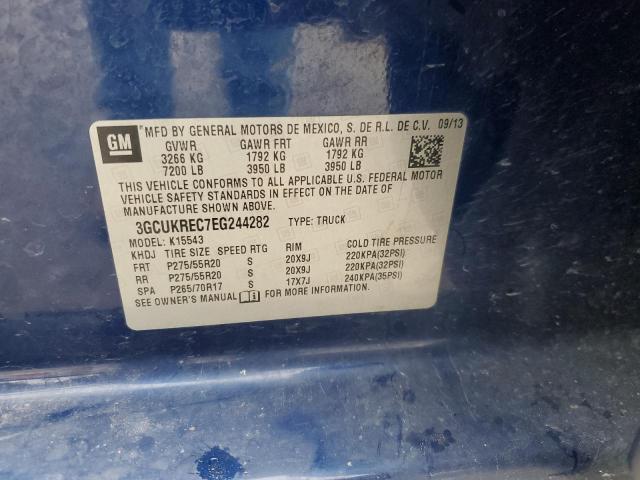 GM
MFD BY GENERAL MOTORS DE MEXICO, S. DE R.L. DE C.V. 09/13
GVWR GAWR FRT GAWR RR
3266 KG 1792 KG 1792 KG
7200 LB 3950 LB 3950 LB
THIS VEHICLE CONFORMS TO ALL APPLICABLE U.S. FEDERAL MOTOR
VEHICLE SAFETY STANDARDS IN EFFECT ON THE DATE OF
MANUFACTURE SHOWN ABOVE.
3GCUKREC7EG244282 TYPE: TRUCK
MODEL: K15543
KHDJ TIRE SIZE SPEED RTG RIM COLD TIRE PRESSURE
FRT P275/55R20 S 20X9J 220KPA(32PSI)
RR P275/55R20 S 20X9J 220KPA(32PSI)
SPA P265/70R17 S 17X7J 240KPA(35PSI)
SEE OWNER'S MANUAL FOR MORE INFORMATION.